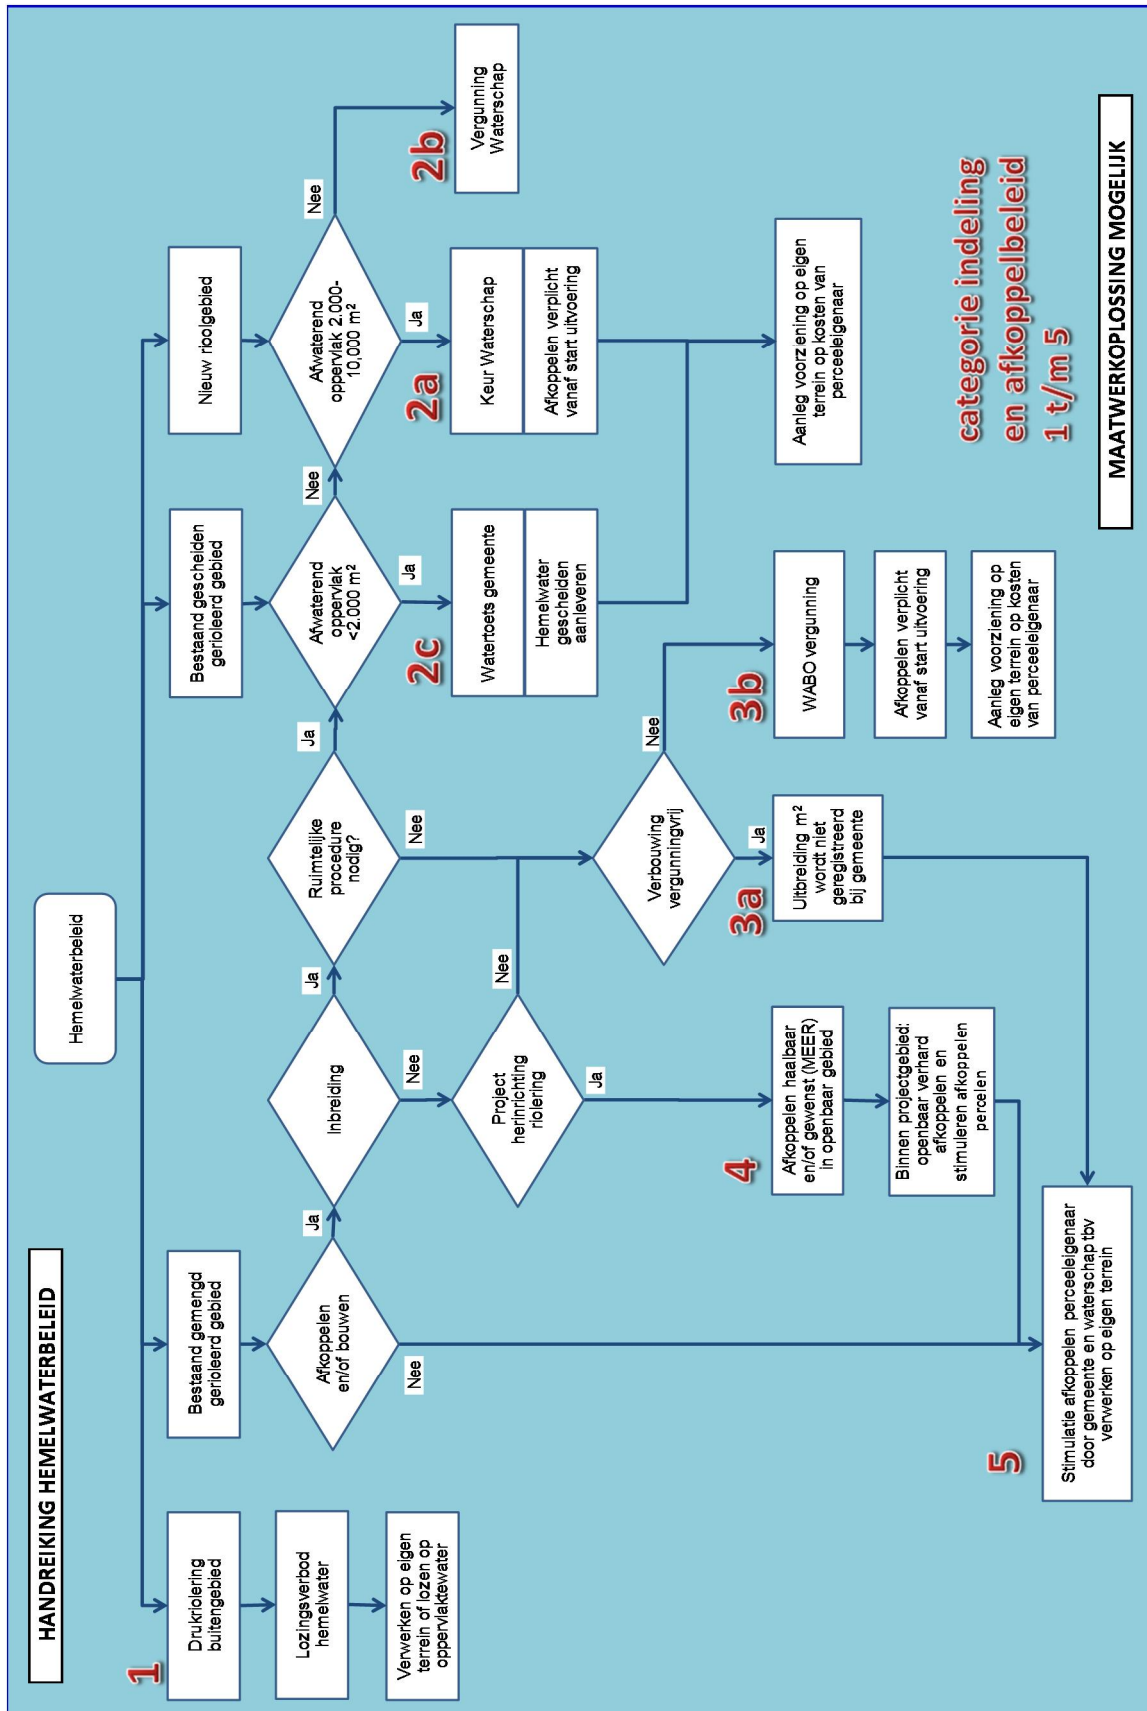 HANDREIKING HEMELWATERBELEID
Hemelwaterbeleid
1
Drukriolering
buitengebied
Lozingsverbod
hemelwater
Verwerken op eigen
terrein of lozen op
oppervlaktewater
Bestaand gemengd
gerioleerd gebied
Afkoppelen
en/of bouwen
Ja
Nee
Inbreiding
Ja
Nee
Project
herinrichting
riolering
Nee
Ja
Ruimtelijke
procedure
nodig?
Ja
Nee
Bestaand gescheiden
gerioleerd gebied
Afwaterend
oppervlak
<2.000 m²
Nee
Ja
2c
Watertoets gemeente
Hemelwater
gescheiden
aanleveren
Nieuw rioolgebied
Afwaterend
oppervlak 2.000-
10,000 m²
Nee
Ja
2a
Keur Waterschap
Afkoppelen verplicht
vanaf start uitvoering
2b
Vergunning
Waterschap
Aanleg voorziening op eigen
terrein op kosten van
perceeleigenaar
Verbouwing
vergunningvrij
Nee
Ja
3a
Uitbreiding m²
wordt niet
geregistreerd
bij gemeente
3b
WABO vergunning
Afkoppelen verplicht
vanaf start uitvoering
Aanleg voorziening op
eigen terrein op kosten
van perceeleigenaar
4
Afkoppelen haalbaar
en/of gewenst (MEER)
in openbaar gebied
Binnen projectgebied:
openbaar verhard
afkoppelen en
stimuleren afkoppelen
percelen
5
Stimulatie afkoppelen perceeleigenaar
door gemeente en waterschap tbv
verwerken op eigen terrein
categorie indeling
en afkoppelbeleid
1 t/m 5
MAATWERKOPLOSSING MOGELIJK